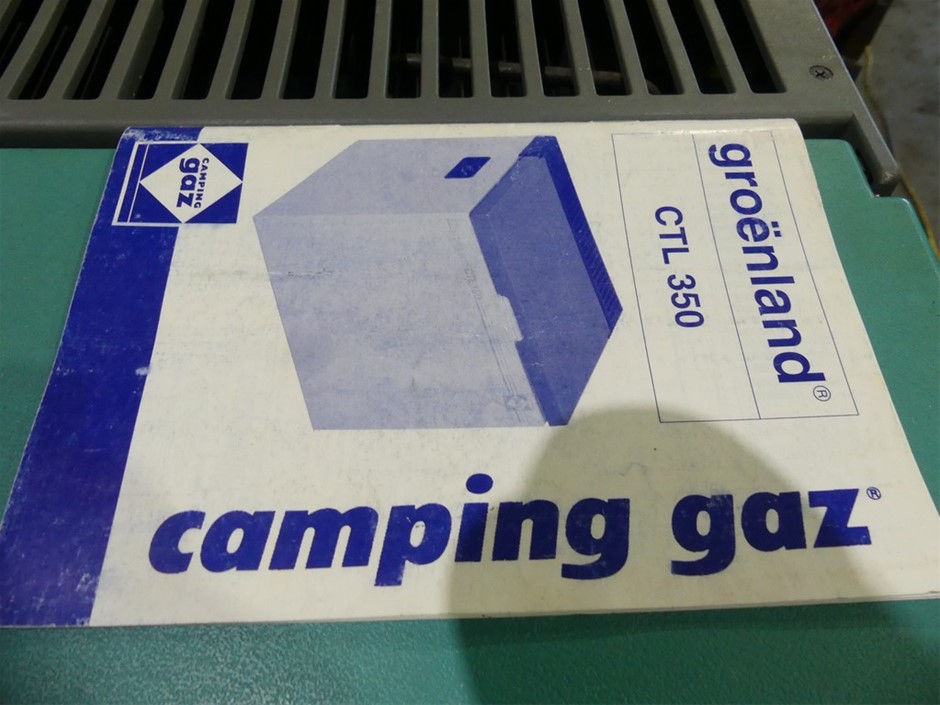 CAMPING
gaz
groënland®
CTL 350
camping gaz®